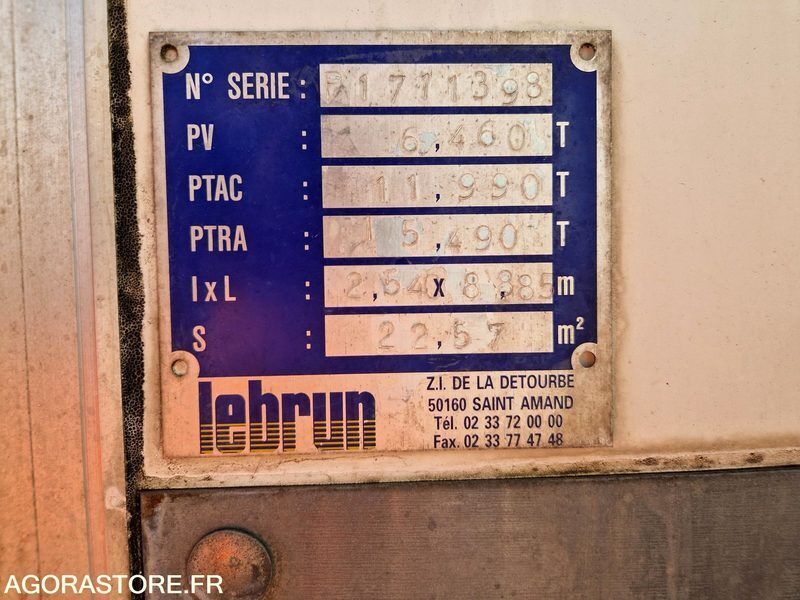 N° SERIE : 1711398
PV : 6,460 T
PTAC : 11,990 T
PTRA : 15,490 T
l x L : 2,54 x 8,885 m
S : 22,57 m²
lebrun
Z.I. DE LA DETOURBE
50160 SAINT AMAND
Tél. 02 33 72 00 00
Fax. 02 33 77 47 48
AGORASTORE.FR